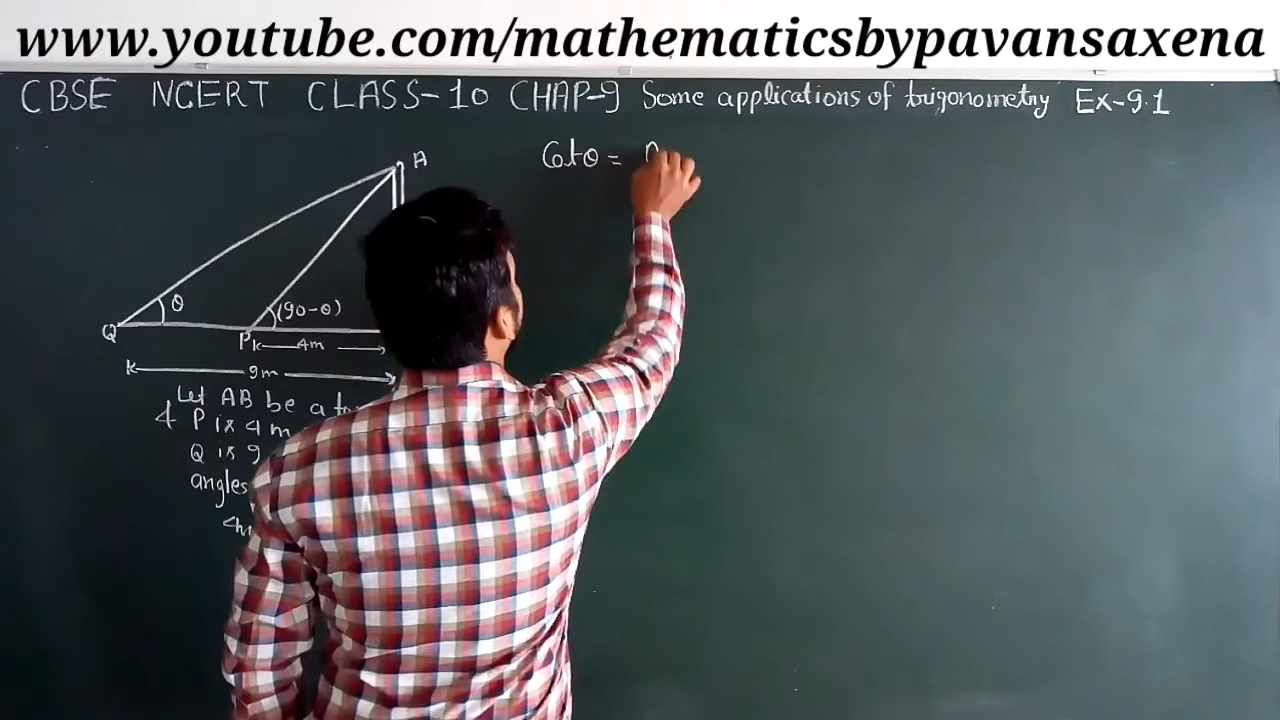 www.youtube.com/mathematicsbypavansaxena
CBSE NCERT CLASS-10 CHAP-9 Some applications of trigonometry Ex-9.1
A
Cotθ =
θ
(90-θ)
Q
P
4m
9m
Let AB be a
P is 4m
Q is 9
angles